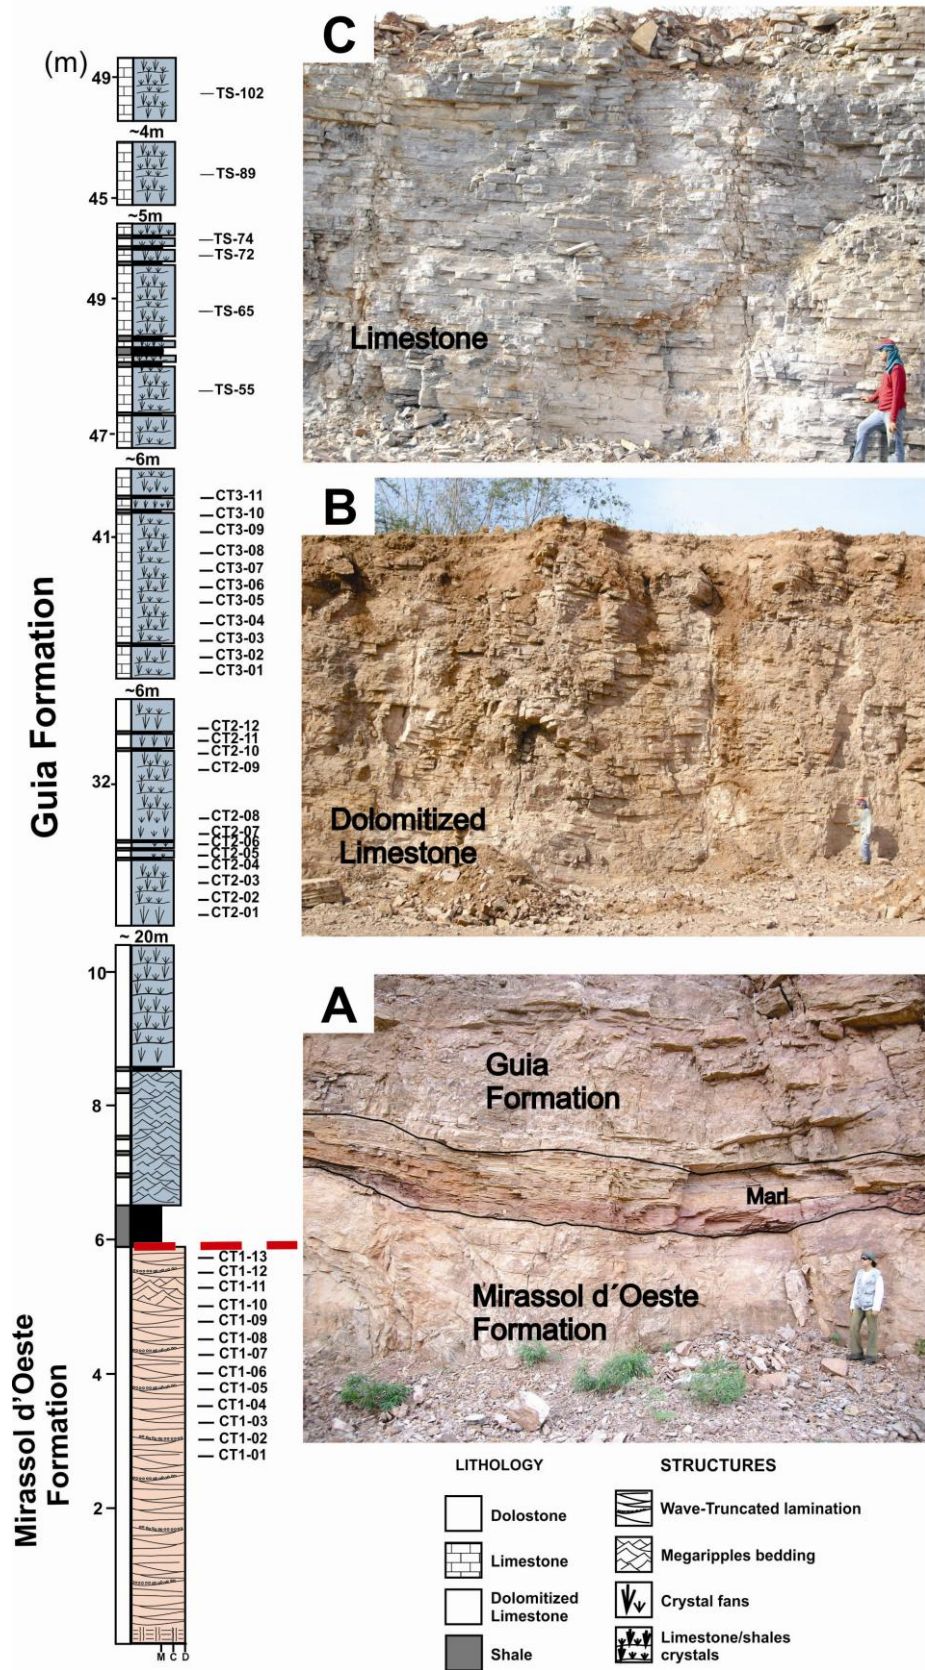 (m)
49
TS-102
~4m
TS-89
45
~5m
TS-74
TS-72
49
TS-65
TS-55
47
~6m
CT3-11
CT3-10
CT3-09
41
CT3-08
CT3-07
CT3-06
CT3-05
CT3-04
CT3-03
CT3-02
CT3-01
~6m
CT2-12
CT2-11
CT2-10
CT2-09
32
CT2-08
CT2-07
CT2-06
CT2-05
CT2-04
CT2-03
CT2-02
CT2-01
~ 20m
10
8
6
CT1-13
CT1-12
CT1-11
CT1-10
CT1-09
CT1-08
CT1-07
CT1-06
4
CT1-05
CT1-04
CT1-03
CT1-02
CT1-01
2
M C D
Guia Formation
Mirassol d'Oeste
Formation
C
Limestone
B
Dolomitized
Limestone
A
Guia
Formation
Marl
Mirassol d´Oeste
Formation
LITHOLOGY
Dolostone
Limestone
Dolomitized
Limestone
Shale
STRUCTURES
Wave-Truncated lamination
Megaripples bedding
Crystal fans
Limestone/shales
crystals